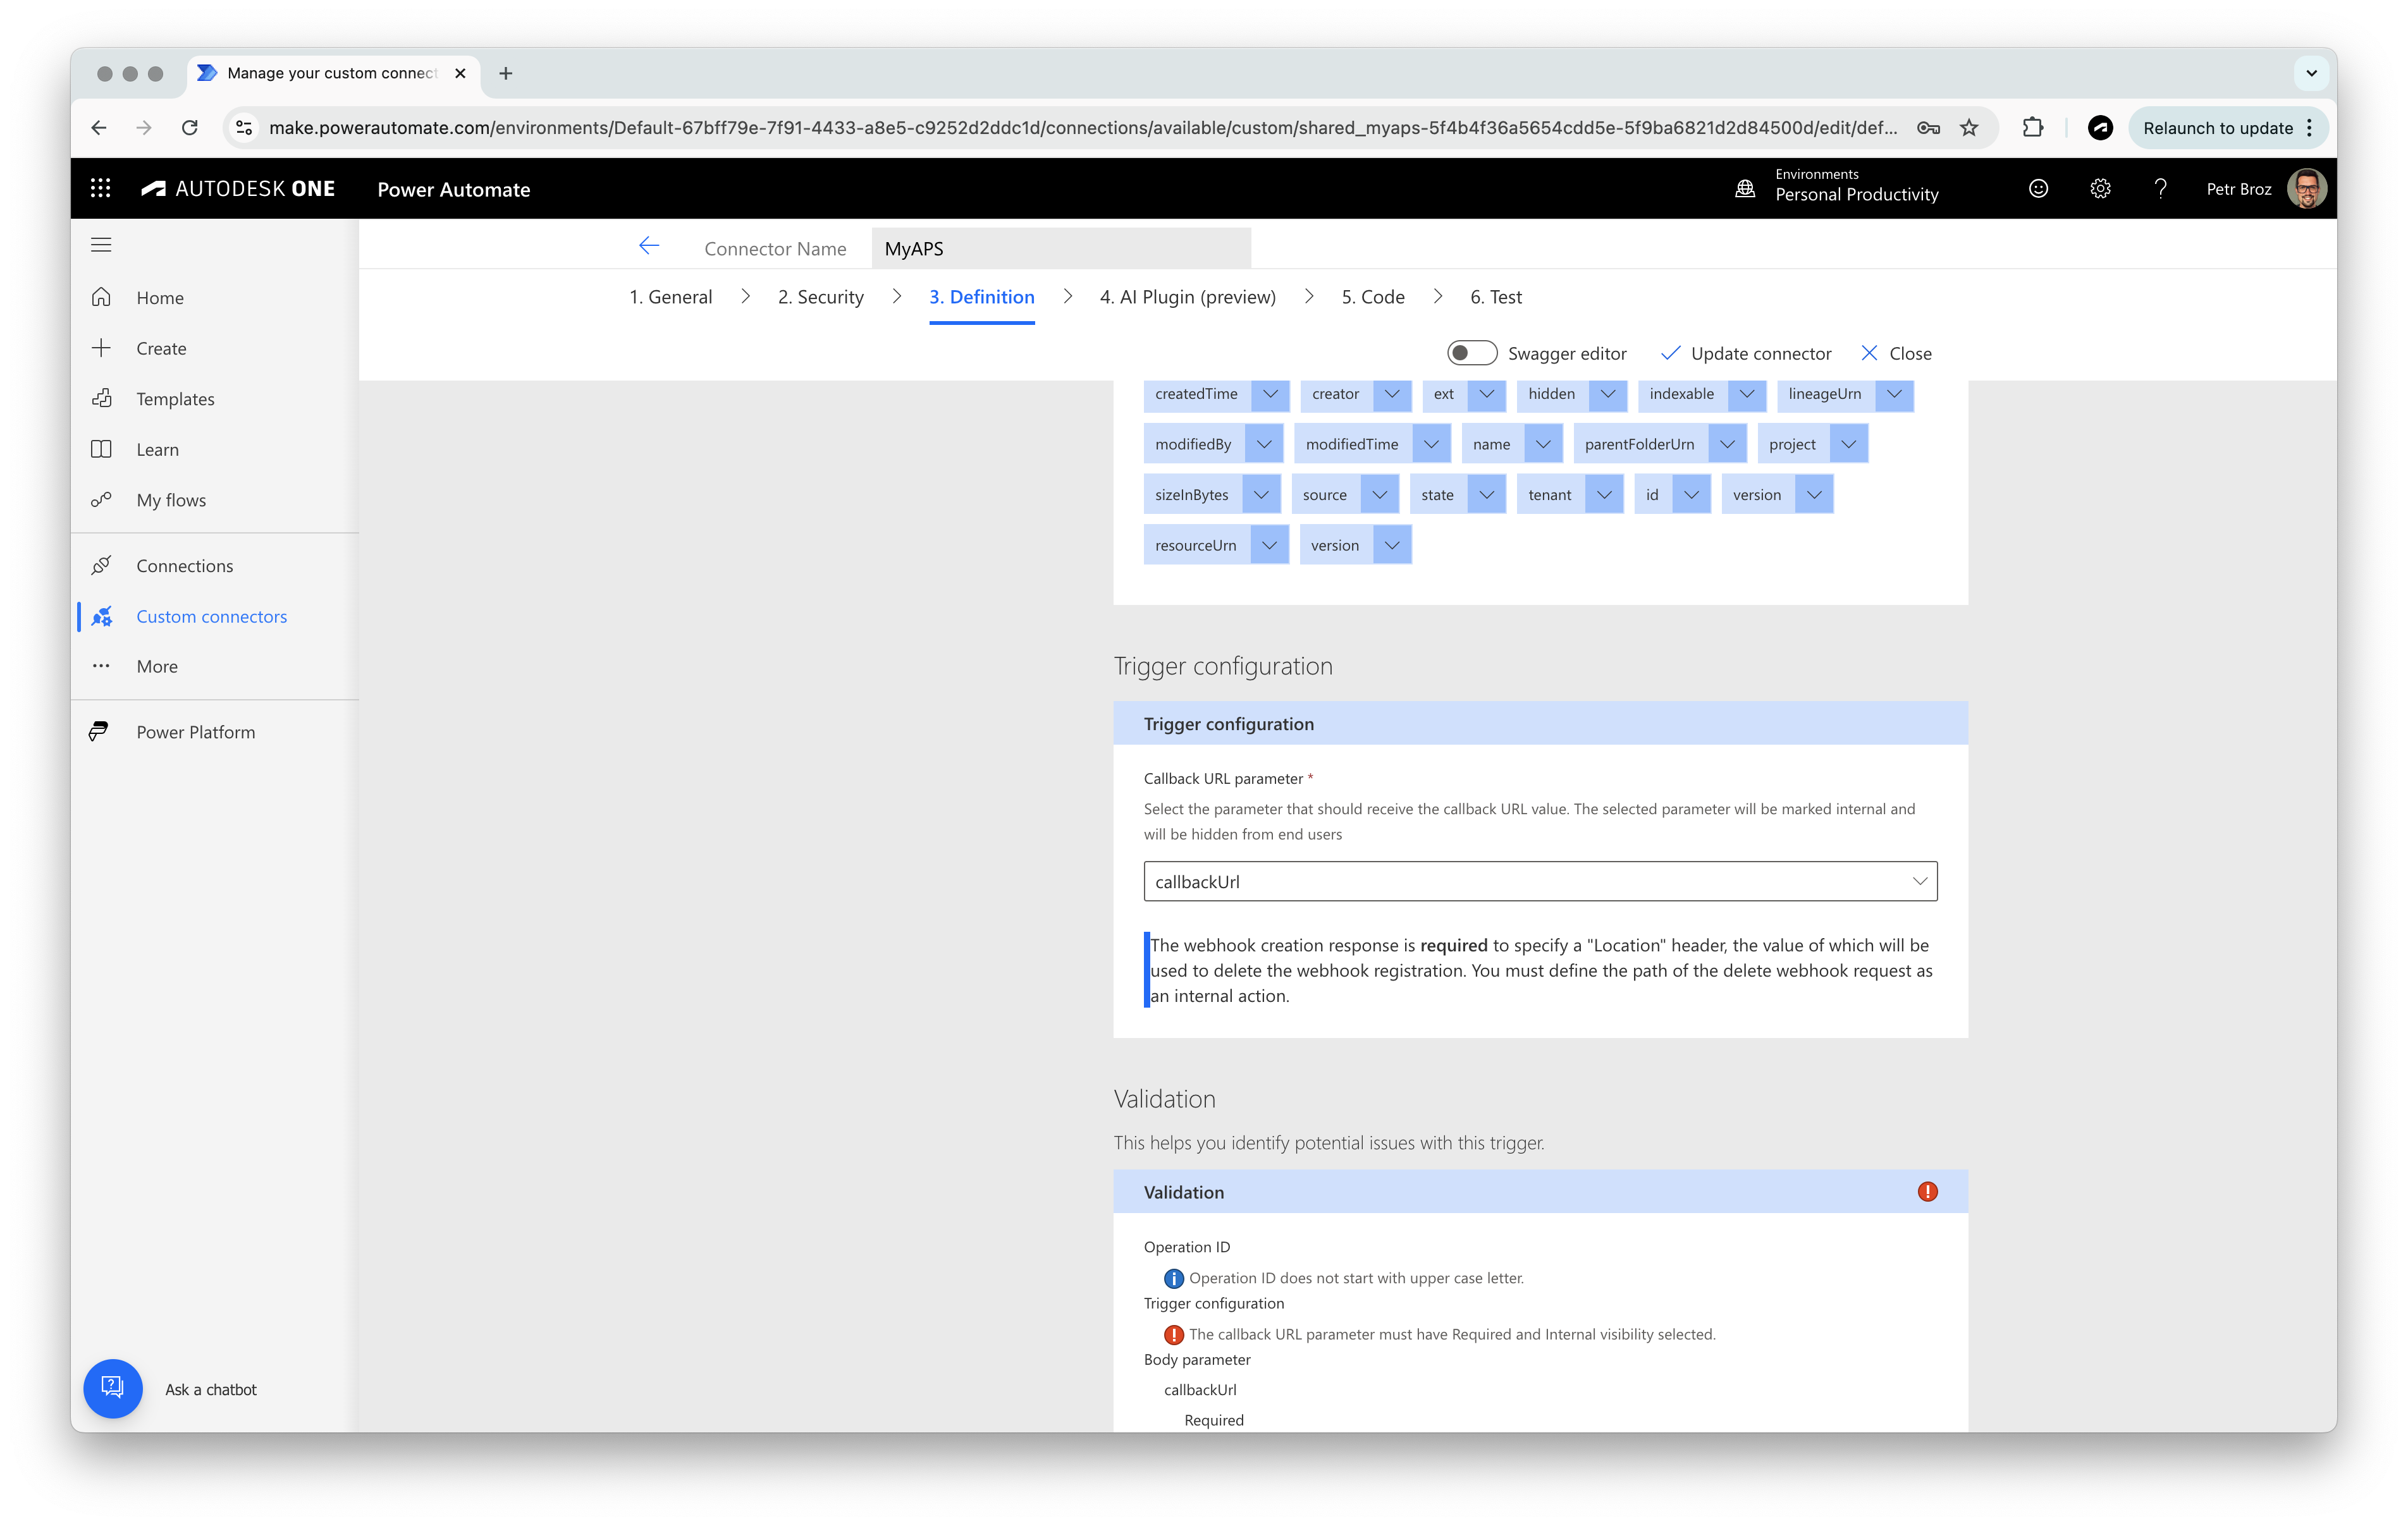 Manage your custom connect
make.powerautomate.com/environments/Default-67bff79e-7f91-4433-a8e5-c9252d2ddc1d/connections/available/custom/shared_myaps-5f4b4f36a5654cdd5e-5f9ba6821d2d84500d/edit/def...
Relaunch to update
AUTODESK ONE
Power Automate
Environments
Personal Productivity
Petr Broz
Connector Name
MyAPS
1. General
2. Security
3. Definition
4. AI Plugin (preview)
5. Code
6. Test
Swagger editor
Update connector
Close
Home
Create
Templates
Learn
My flows
Connections
Custom connectors
More
Power Platform
Ask a chatbot
createdTime creator ext hidden indexable lineageUrn
modifiedBy modifiedTime name parentFolderUrn project
sizeInBytes source state tenant id version
resourceUrn version
Trigger configuration
Trigger configuration
Callback URL parameter *
Select the parameter that should receive the callback URL value. The selected parameter will be marked internal and
will be hidden from end users
callbackUrl
The webhook creation response is required to specify a "Location" header, the value of which will be
used to delete the webhook registration. You must define the path of the delete webhook request as
an internal action.
Validation
This helps you identify potential issues with this trigger.
Validation
Operation ID
Operation ID does not start with upper case letter.
Trigger configuration
The callback URL parameter must have Required and Internal visibility selected.
Body parameter
callbackUrl
Required